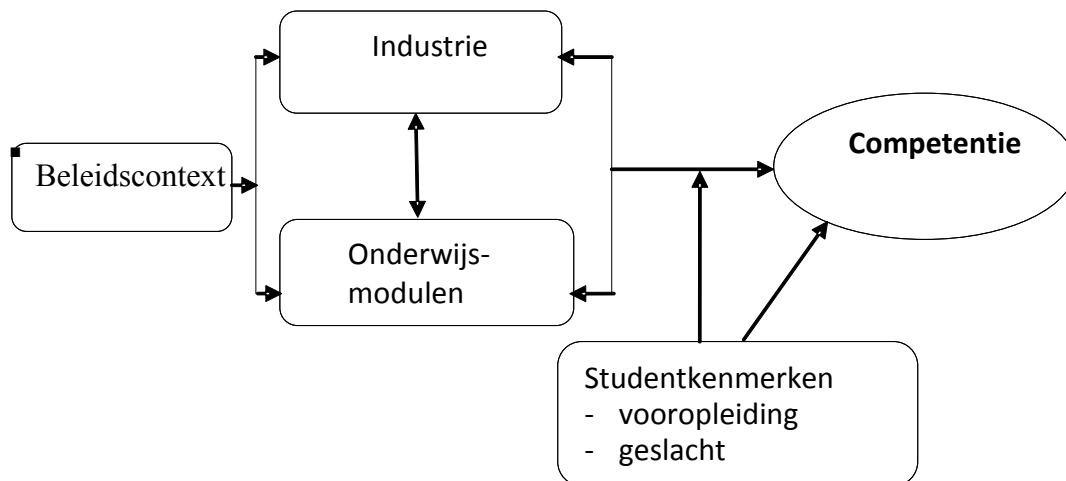 Industrie
Competentie
Beleidscontext
Onderwijs-
modulen
Studentkenmerken
- vooropleiding
- geslacht